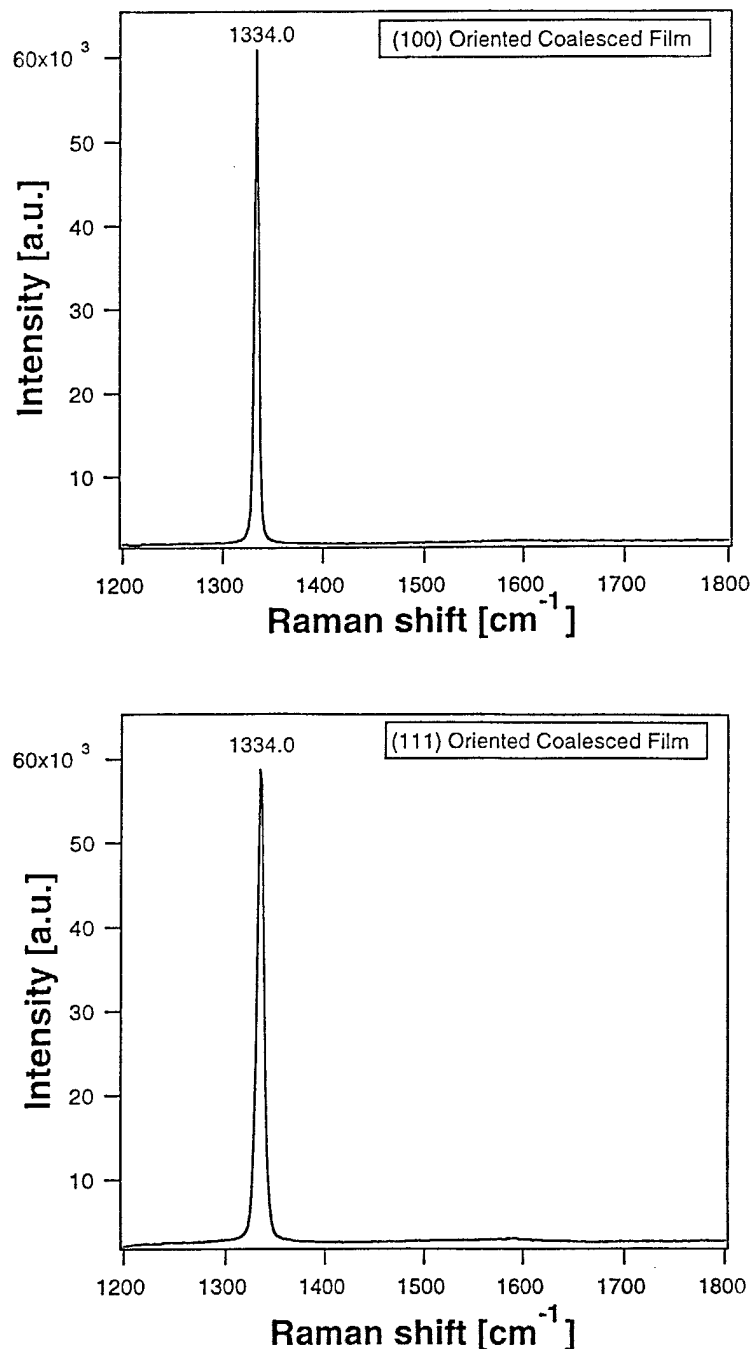 1334.0
(100) Oriented Coalesced Film
60x10 3
50
40
30
20
10
Intensity [a.u.]
1200 1300 1400 1500 1600 1700 1800
Raman shift [cm-1]
1334.0
(111) Oriented Coalesced Film
60x10 3
50
40
30
20
10
Intensity [a.u.]
1200 1300 1400 1500 1600 1700 1800
Raman shift [cm-1]